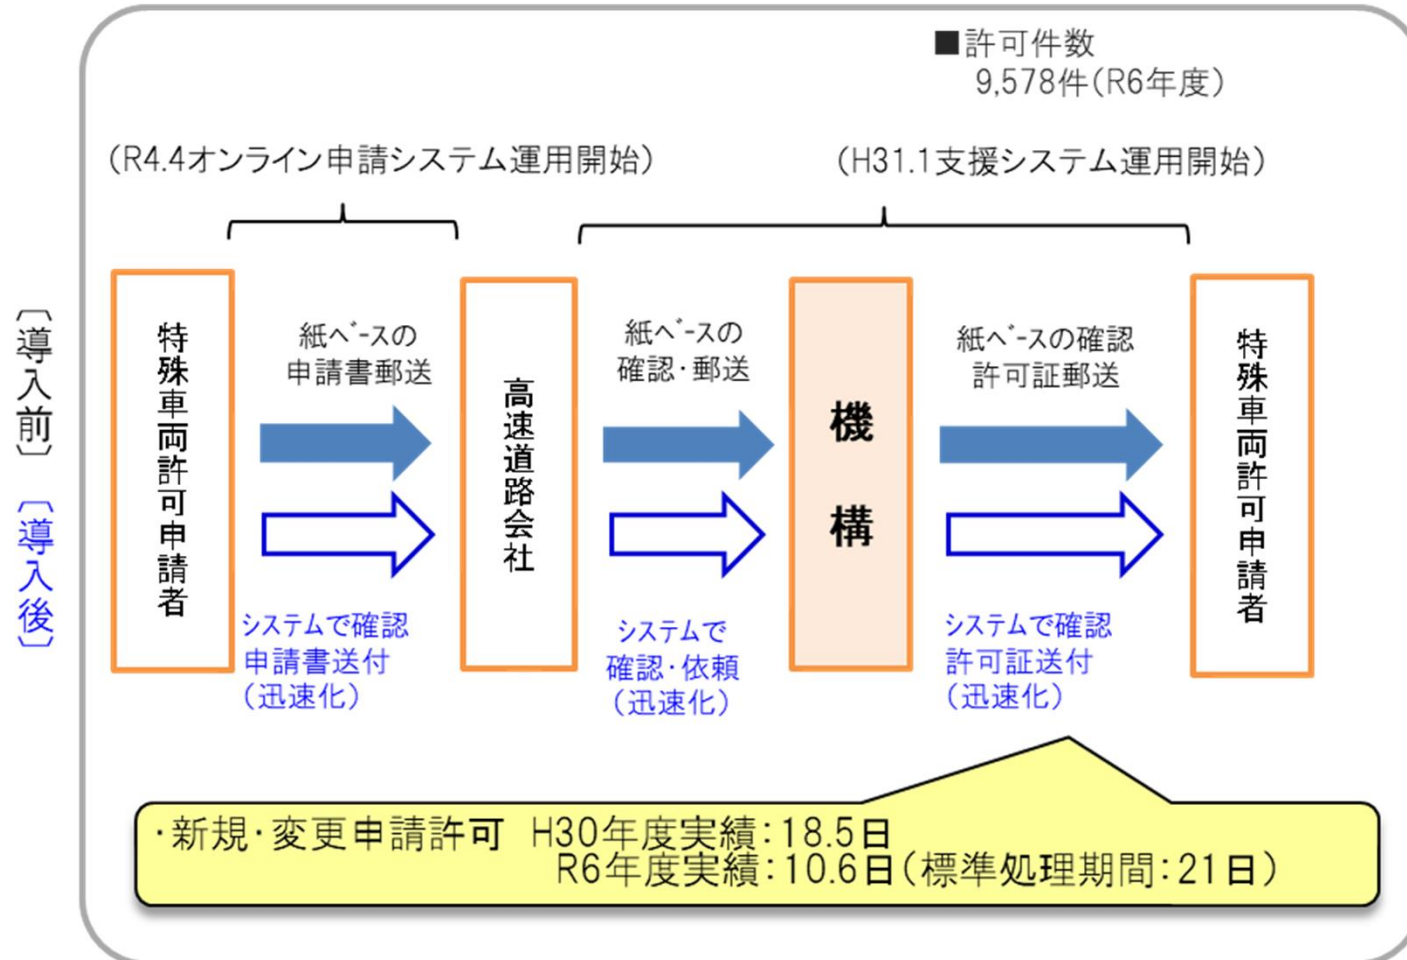 ■許可件数
9,578件(R6年度)
(R4.4オンライン申請システム運用開始)
(H31.1支援システム運用開始)
〔導入前〕
〔導入後〕
特殊車両許可申請者
紙ベースの
申請書郵送
システムで確認
申請書送付
(迅速化)
高速道路会社
紙ベースの
確認・郵送
システムで
確認・依頼
(迅速化)
機構
紙ベースの確認
許可証郵送
システムで確認
許可証送付
(迅速化)
特殊車両許可申請者
・新規・変更申請許可 H30年度実績：18.5日
R6年度実績：10.6日(標準処理期間：21日)